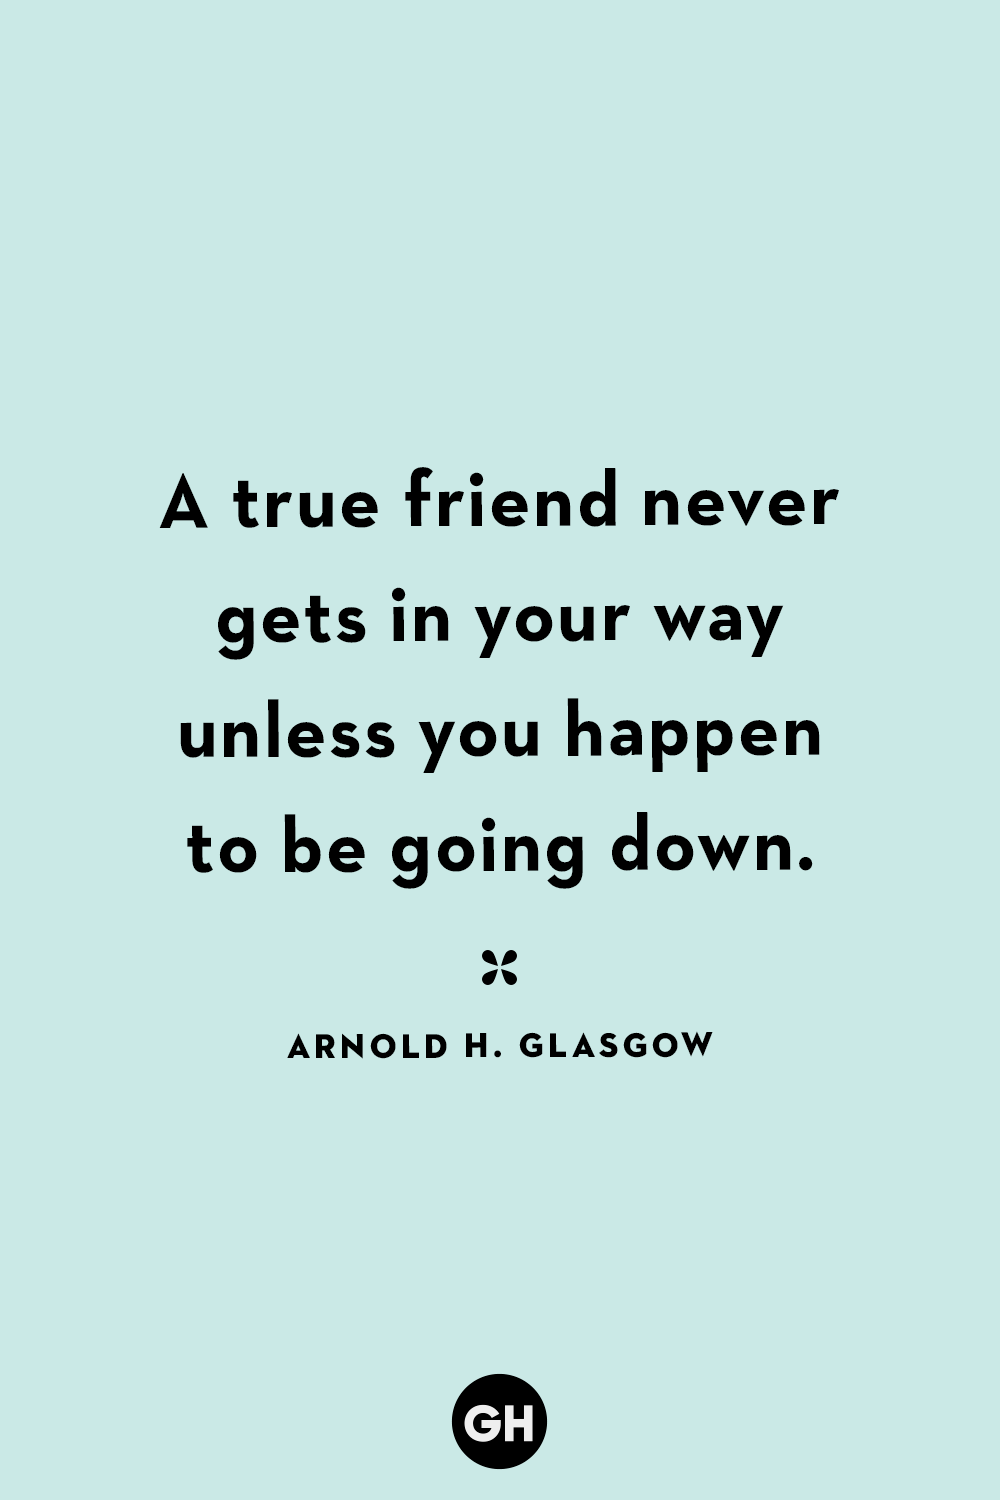 A true friend never
gets in your way
unless you happen
to be going down.
ARNOLD H. GLASGOW
GH